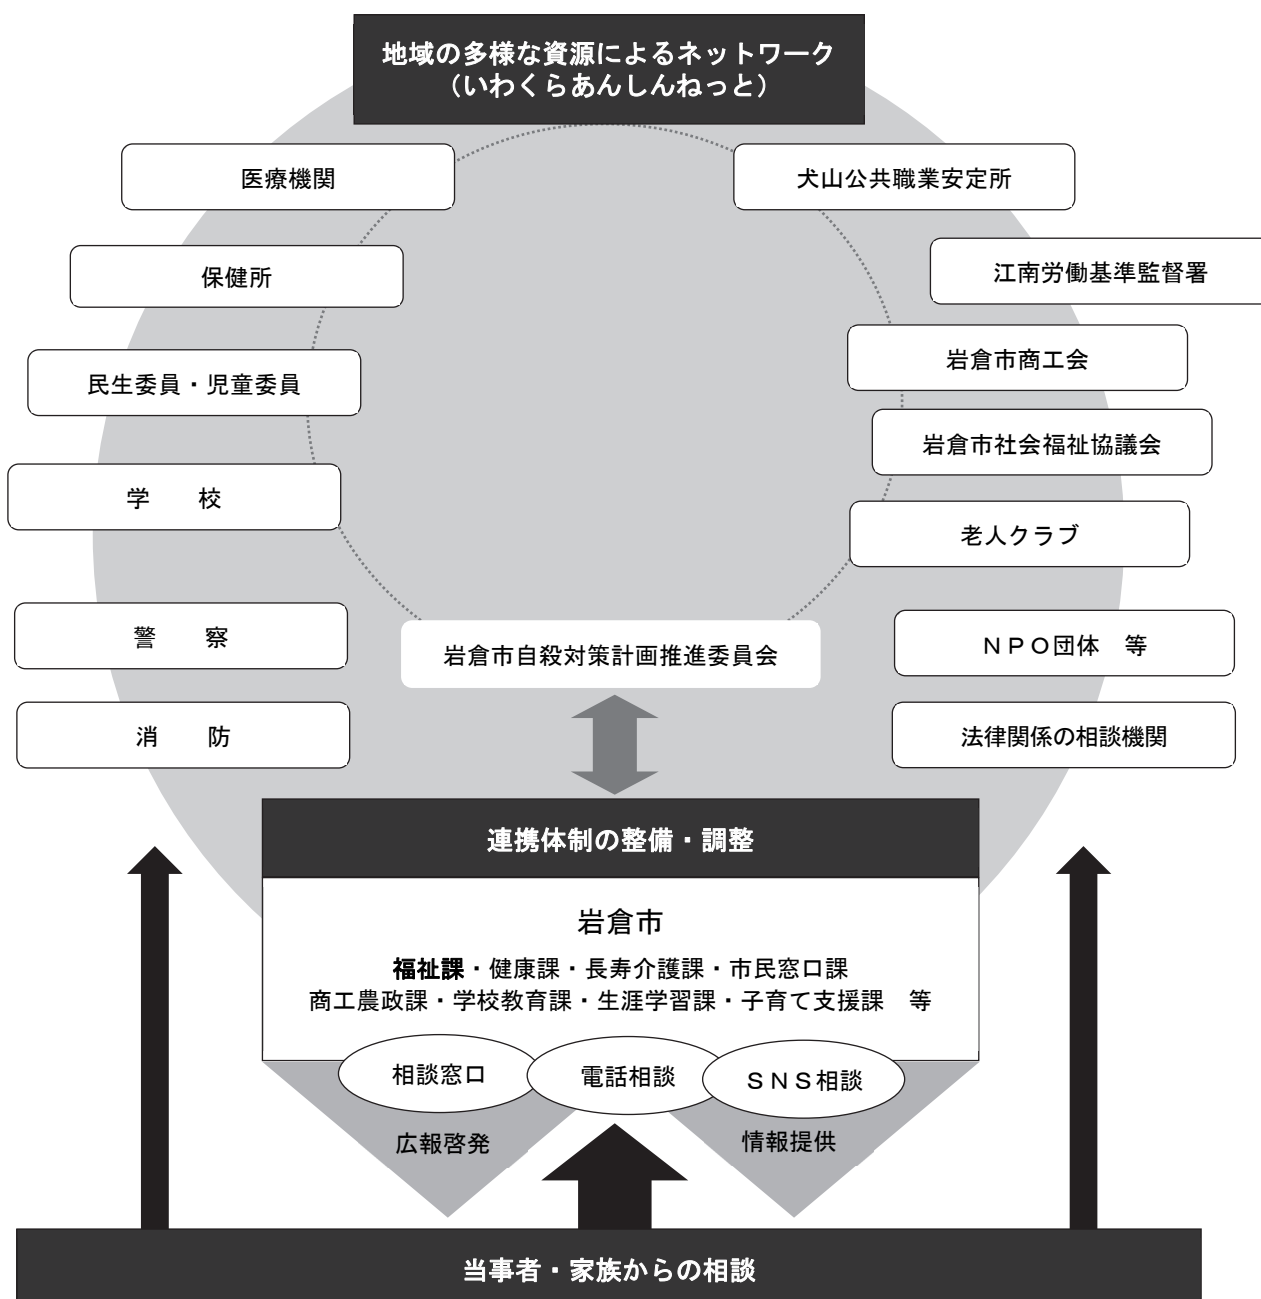 地域の多様な資源によるネットワーク
（いわくらあんしんねっと）
医療機関
犬山公共職業安定所
保健所
江南労働基準監督署
民生委員・児童委員
岩倉市商工会
岩倉市社会福祉協議会
学　　校
老人クラブ
警　　察
岩倉市自殺対策計画推進委員会
ＮＰＯ団体　等
消　　防
法律関係の相談機関
連携体制の整備・調整
岩倉市
福祉課・健康課・長寿介護課・市民窓口課
商工農政課・学校教育課・生涯学習課・子育て支援課　等
相談窓口
電話相談
ＳＮＳ相談
広報啓発
情報提供
当事者・家族からの相談